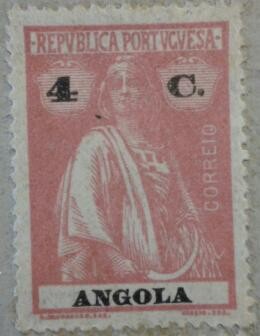 REPVBLICA PORTVGVESA
4 C.
CORREIO
ANGOLA